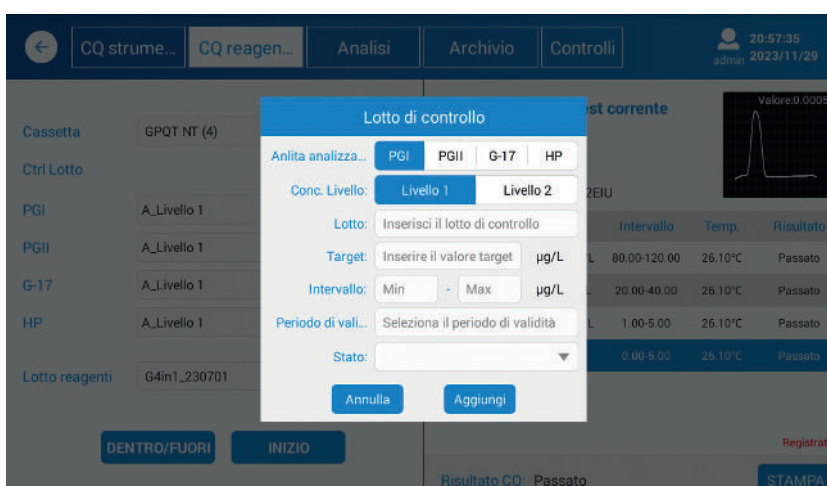 CQ strume...
CQ reagen...
Analisi
Archivio
Controlli
admin
20:57:35
2023/11/29
Cassetta
GPQT NT (4)
Ctrl Lotto
PGI
A_Livello 1
PGII
A_Livello 1
G-17
A_Livello 1
HP
A_Livello 1
Lotto reagenti
G4in1_230701
DENTRO/FUORI
INIZIO
Lotto di controllo
Anlita analizza...
PGI
PGII
G-17
HP
Conc. Livello:
Livello 1
Livello 2
Lotto:
Inserisci il lotto di controllo
Target:
Inserire il valore target
µg/L
Intervallo:
Min
-
Max
µg/L
Periodo di vali...
Seleziona il periodo di validità
Stato:
Annulla
Aggiungi
est corrente
Valore:0.0005
2EIU
Intervallo
Temp.
Risultato
L
80.00-120.00
26.10°C
Passato
20.00-40.00
26.10°C
Passato
L
1.00-5.00
26.10°C
Passato
0.00-5.00
26.10°C
Passato
Registrat
Risultato CQ:
Passato
STAMPA